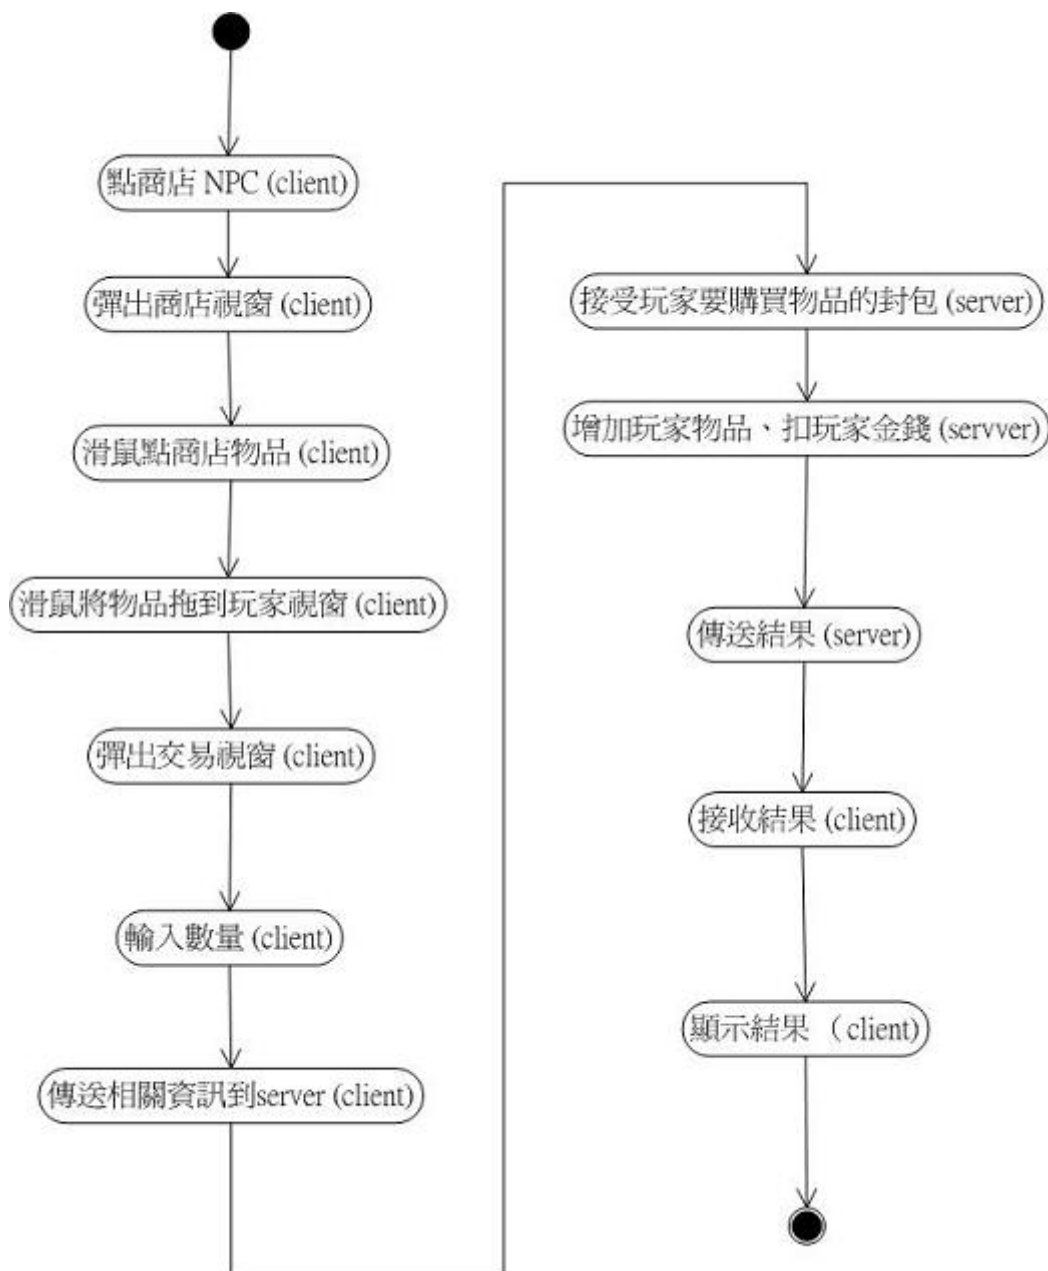 點商店 NPC (client)
彈出商店視窗 (client)
滑鼠點商店物品 (client)
滑鼠將物品拖到玩家視窗 (client)
彈出交易視窗 (client)
輸入數量 (client)
傳送相關資訊到server (client)
接受玩家要購買物品的封包 (server)
增加玩家物品、扣玩家金錢 (servver)
傳送結果 (server)
接收結果 (client)
顯示結果 （client)